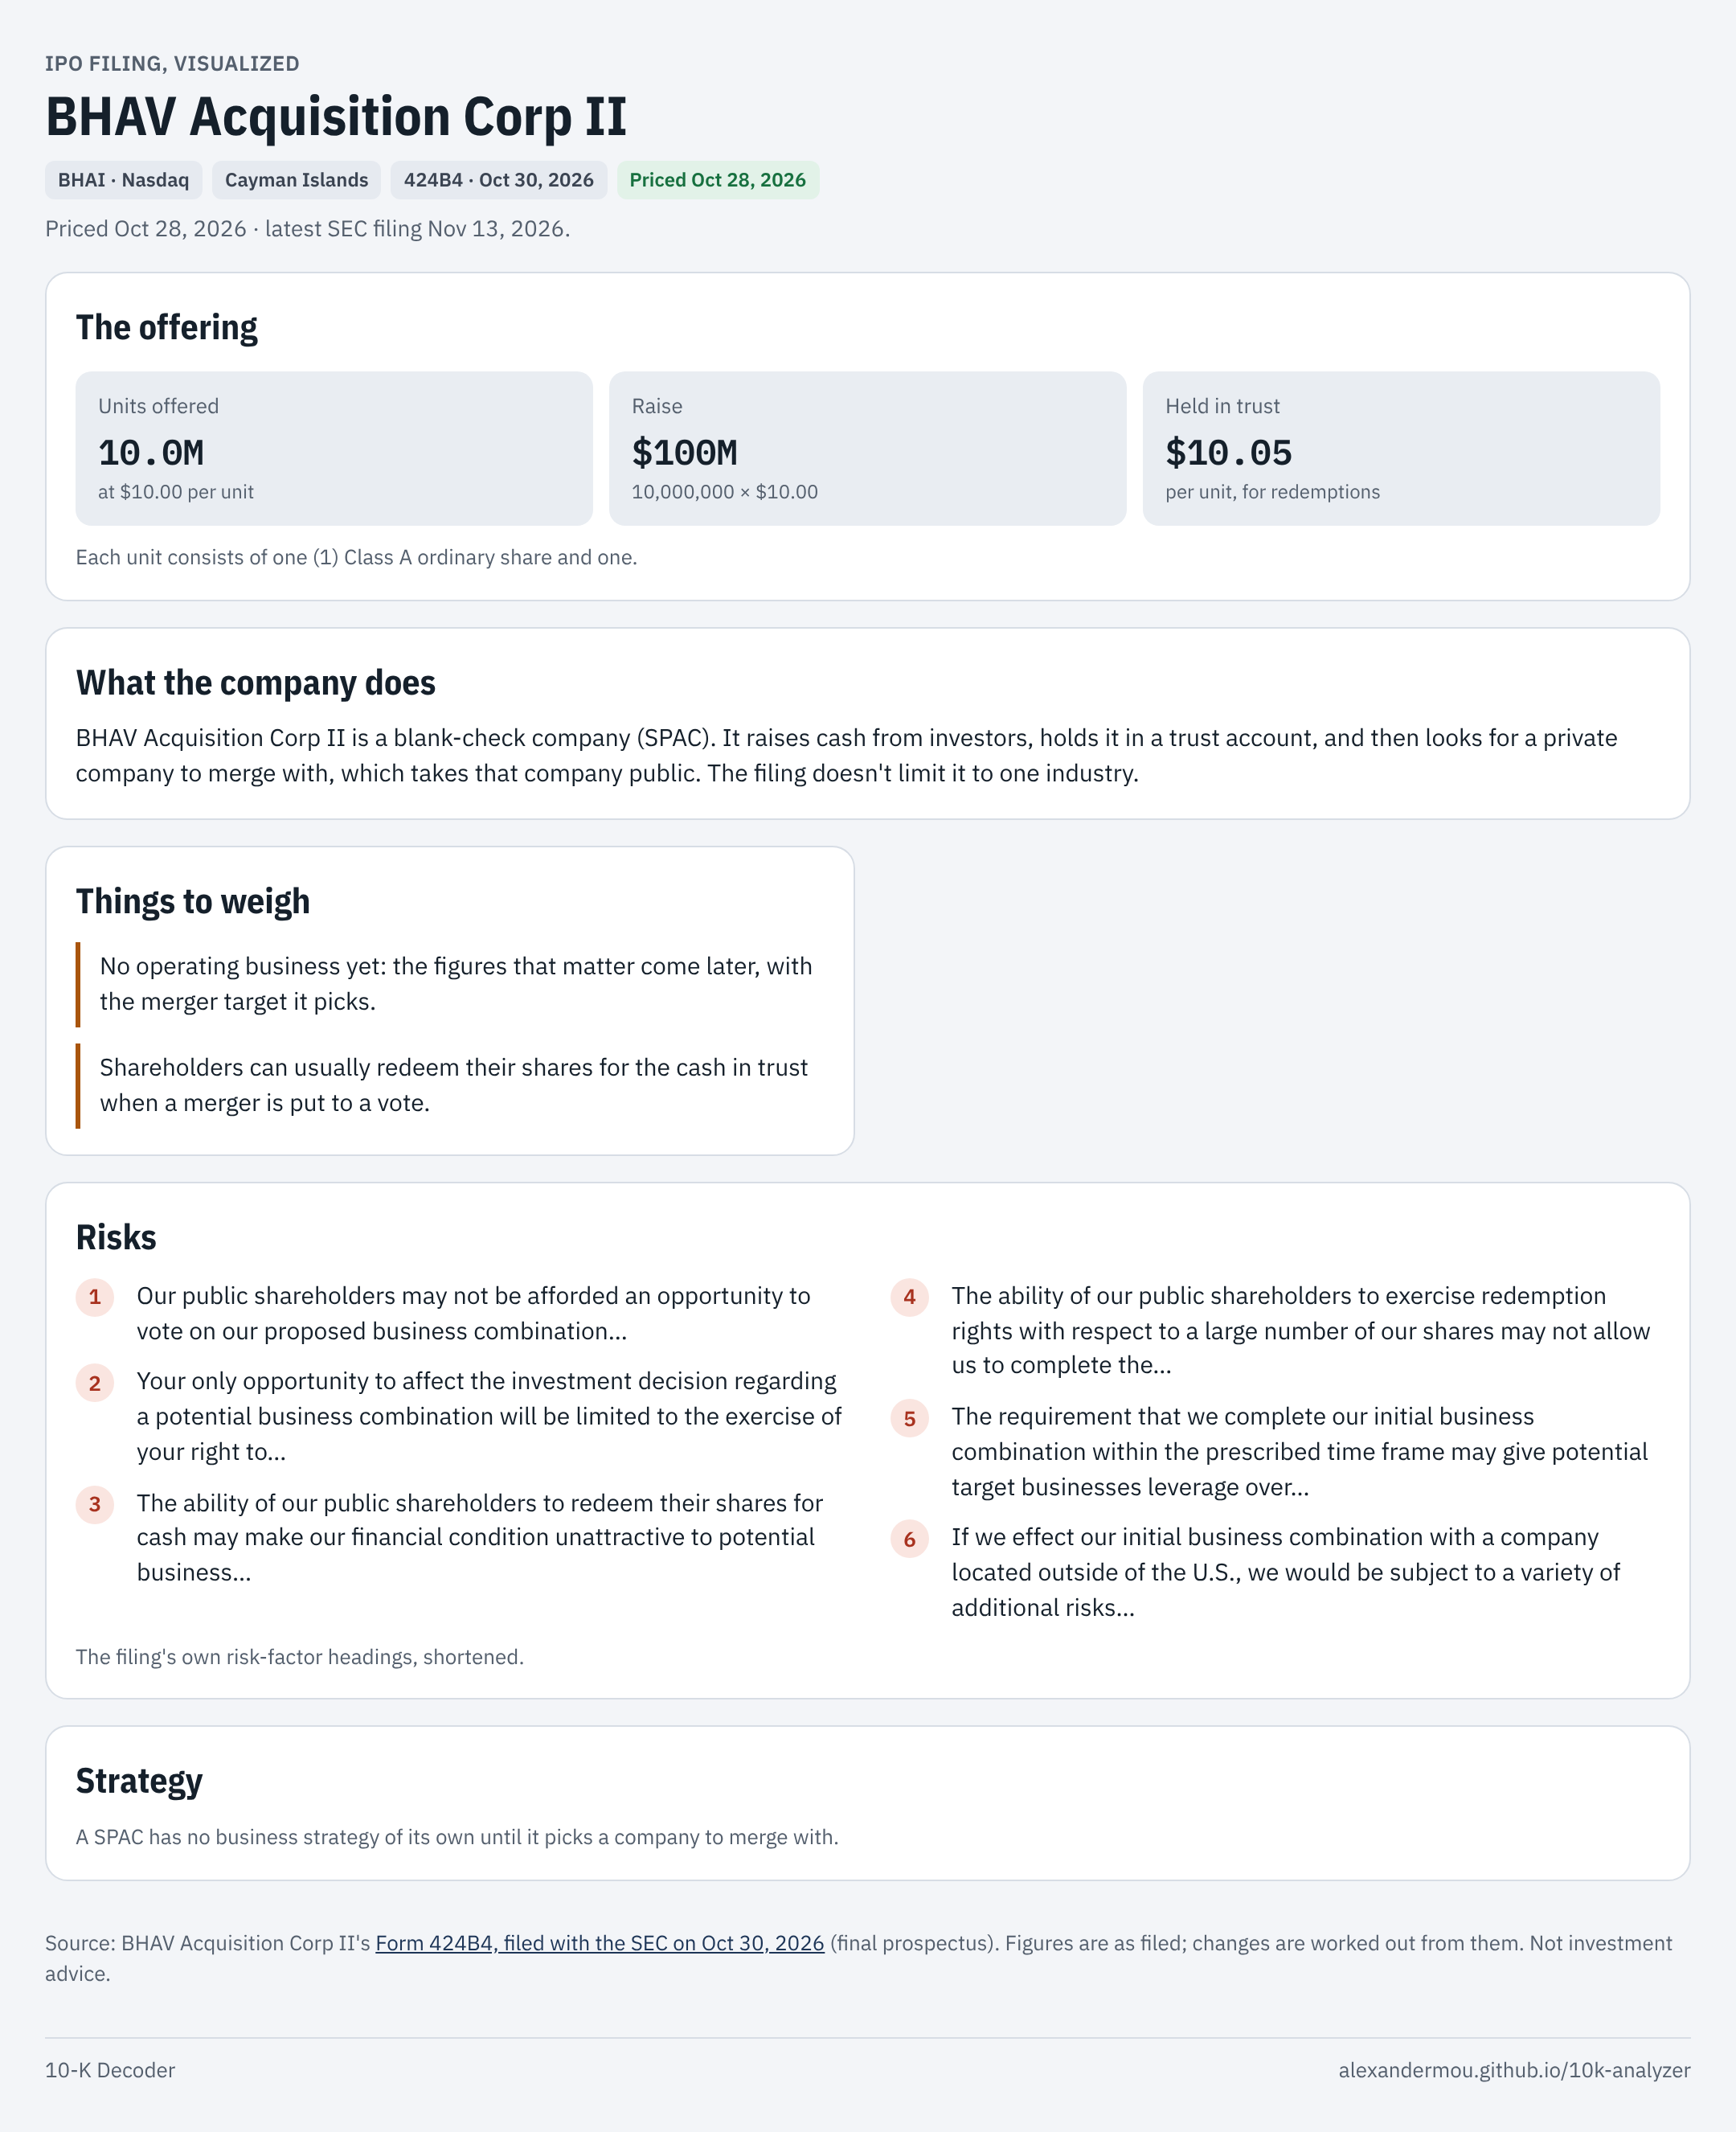 IPO FILING, VISUALIZED
BHAV Acquisition Corp II
BHAI · Nasdaq
Cayman Islands
424B4 · Oct 30, 2026
Priced Oct 28, 2026
Priced Oct 28, 2026 · latest SEC filing Nov 13, 2026.
The offering
Units offered
10.0M
at $10.00 per unit
Raise
$100M
10,000,000 × $10.00
Held in trust
$10.05
per unit, for redemptions
Each unit consists of one (1) Class A ordinary share and one.
What the company does
BHAV Acquisition Corp II is a blank-check company (SPAC). It raises cash from investors, holds it in a trust account, and then looks for a private
company to merge with, which takes that company public. The filing doesn't limit it to one industry.
Things to weigh
No operating business yet: the figures that matter come later, with
the merger target it picks.
Shareholders can usually redeem their shares for the cash in trust
when a merger is put to a vote.
Risks
1
Our public shareholders may not be afforded an opportunity to
vote on our proposed business combination...
2
Your only opportunity to affect the investment decision regarding
a potential business combination will be limited to the exercise of
your right to...
3
The ability of our public shareholders to redeem their shares for
cash may make our financial condition unattractive to potential
business...
4
The ability of our public shareholders to exercise redemption
rights with respect to a large number of our shares may not allow
us to complete the...
5
The requirement that we complete our initial business
combination within the prescribed time frame may give potential
target businesses leverage over...
6
If we effect our initial business combination with a company
located outside of the U.S., we would be subject to a variety of
additional risks...
The filing's own risk-factor headings, shortened.
Strategy
A SPAC has no business strategy of its own until it picks a company to merge with.
Source: BHAV Acquisition Corp II's Form 424B4, filed with the SEC on Oct 30, 2026 (final prospectus). Figures are as filed; changes are worked out from them. Not investment
advice.
10-K Decoder
alexandermou.github.io/10k-analyzer